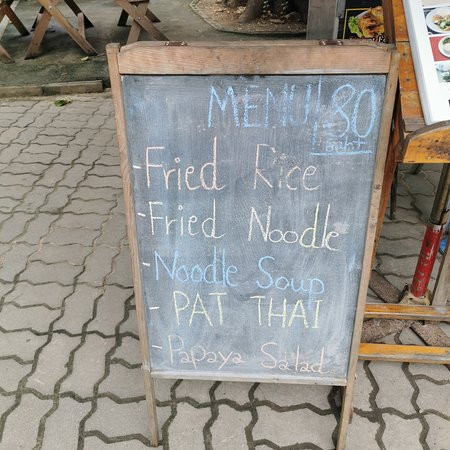 MENU! 80
Baht
-Fried Rice
-Fried Noodle
-Noodle Soup
- PAT THAI
- Papaya Salad